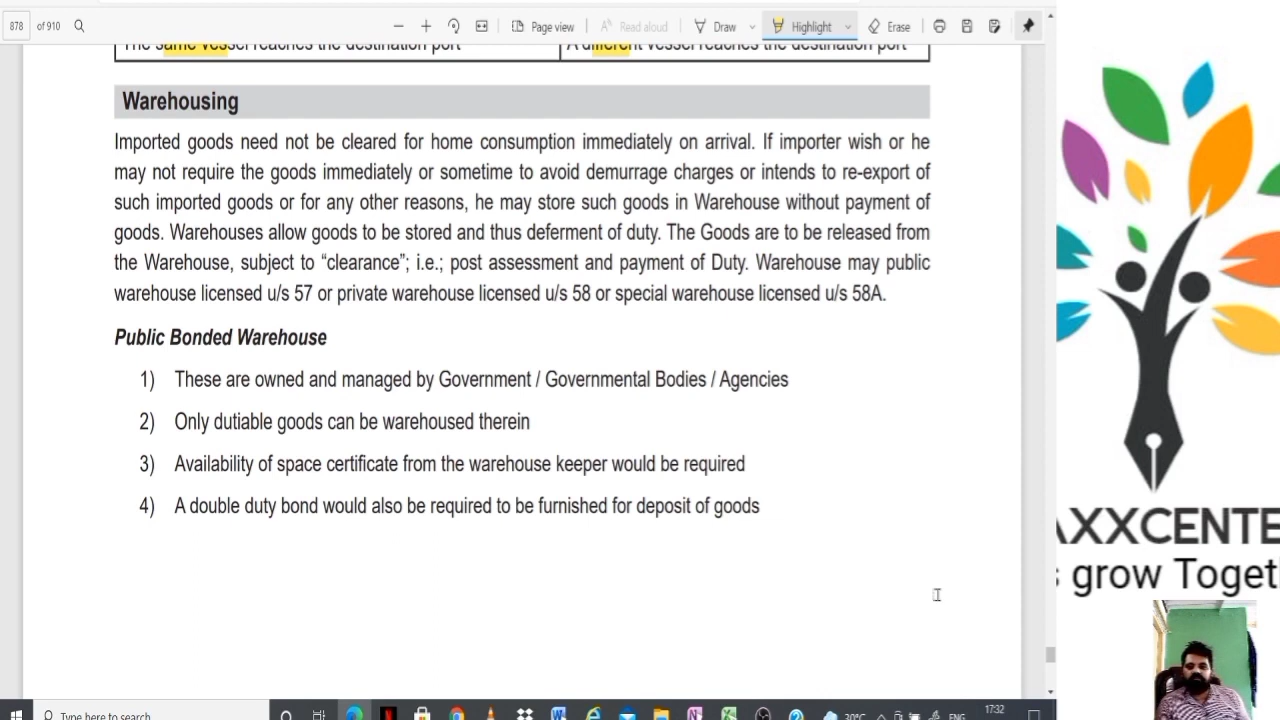 878 of 910 Page view Read aloud Draw Highlight Erase
The same vessel reaches the destination port A different vessel reaches the destination port
Warehousing
Imported goods need not be cleared for home consumption immediately on arrival. If importer wish or he
may not require the goods immediately or sometime to avoid demurrage charges or intends to re-export of
such imported goods or for any other reasons, he may store such goods in Warehouse without payment of
goods. Warehouses allow goods to be stored and thus deferment of duty. The Goods are to be released from
the Warehouse, subject to “clearance”; i.e.; post assessment and payment of Duty. Warehouse may public
warehouse licensed u/s 57 or private warehouse licensed u/s 58 or special warehouse licensed u/s 58A.
Public Bonded Warehouse
1) These are owned and managed by Government / Governmental Bodies / Agencies
2) Only dutiable goods can be warehoused therein
3) Availability of space certificate from the warehouse keeper would be required
4) A double duty bond would also be required to be furnished for deposit of goods
AXXCENTE
s grow Togeth
Type here to search 30°C ENG 17:32